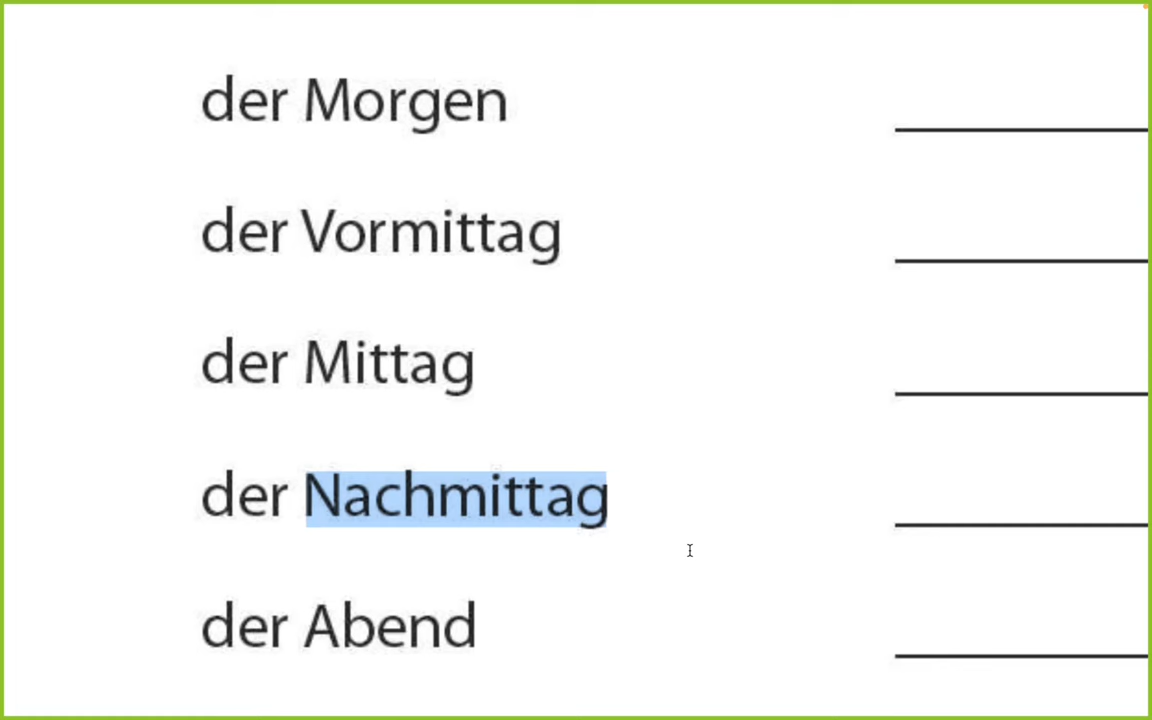 der Morgen
der Vormittag
der Mittag
der Nachmittag
der Abend